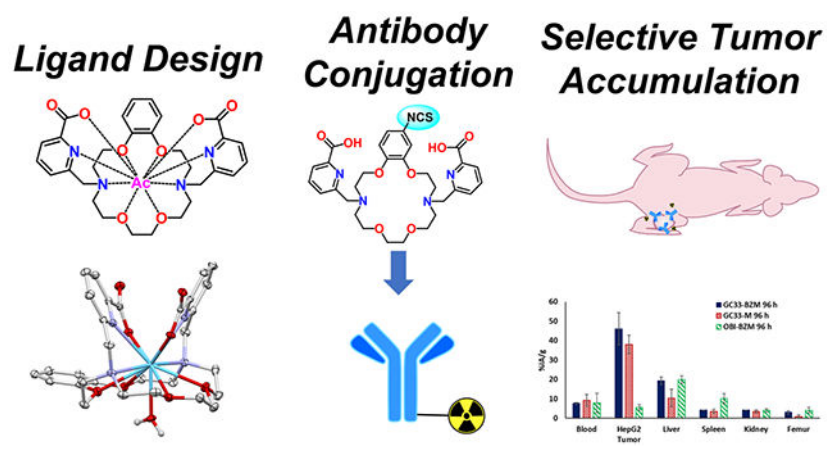 Ligand Design
Antibody
Conjugation
Selective Tumor
Accumulation
O
O
O
O
N
O
O
N
N
Ac
N
O
O
NCS
O
OH
O
HO
N
O
O
N
N
N
O
O
60
50
40
30
20
10
0
%IA/g
GC33-BZM 96 h
GC33-M 96 h
OBI-BZM 96 h
Blood
HepG2
Tumor
Liver
Spleen
Kidney
Femur